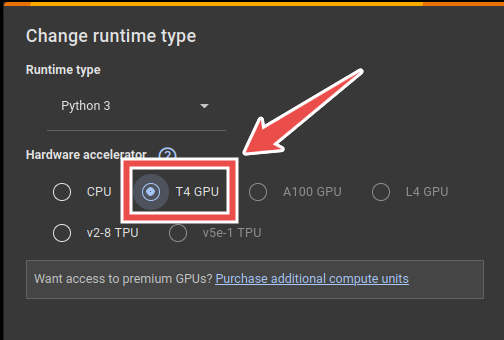 Change runtime type
Runtime type
Python 3
Hardware accelerator ?
CPU T4 GPU A100 GPU L4 GPU
v2-8 TPU v5e-1 TPU
Want access to premium GPUs? Purchase additional compute units